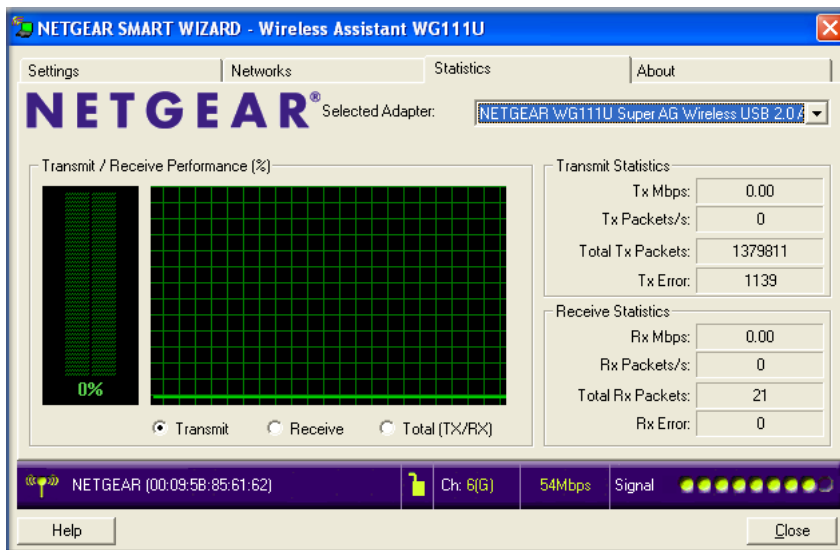 NETGEAR SMART WIZARD - Wireless Assistant WG111U
Settings Networks Statistics About
NETGEAR® Selected Adapter: NETGEAR WG111U Super AG Wireless USB 2.0 A
Transmit / Receive Performance (%)
0%
Transmit Receive Total (TX/RX)
Transmit Statistics
Tx Mbps: 0.00
Tx Packets/s: 0
Total Tx Packets: 1379811
Tx Error: 1139
Receive Statistics
Rx Mbps: 0.00
Rx Packets/s: 0
Total Rx Packets: 21
Rx Error: 0
NETGEAR (00:09:5B:85:61:62) Ch: 6(G) 54Mbps Signal
Help Close